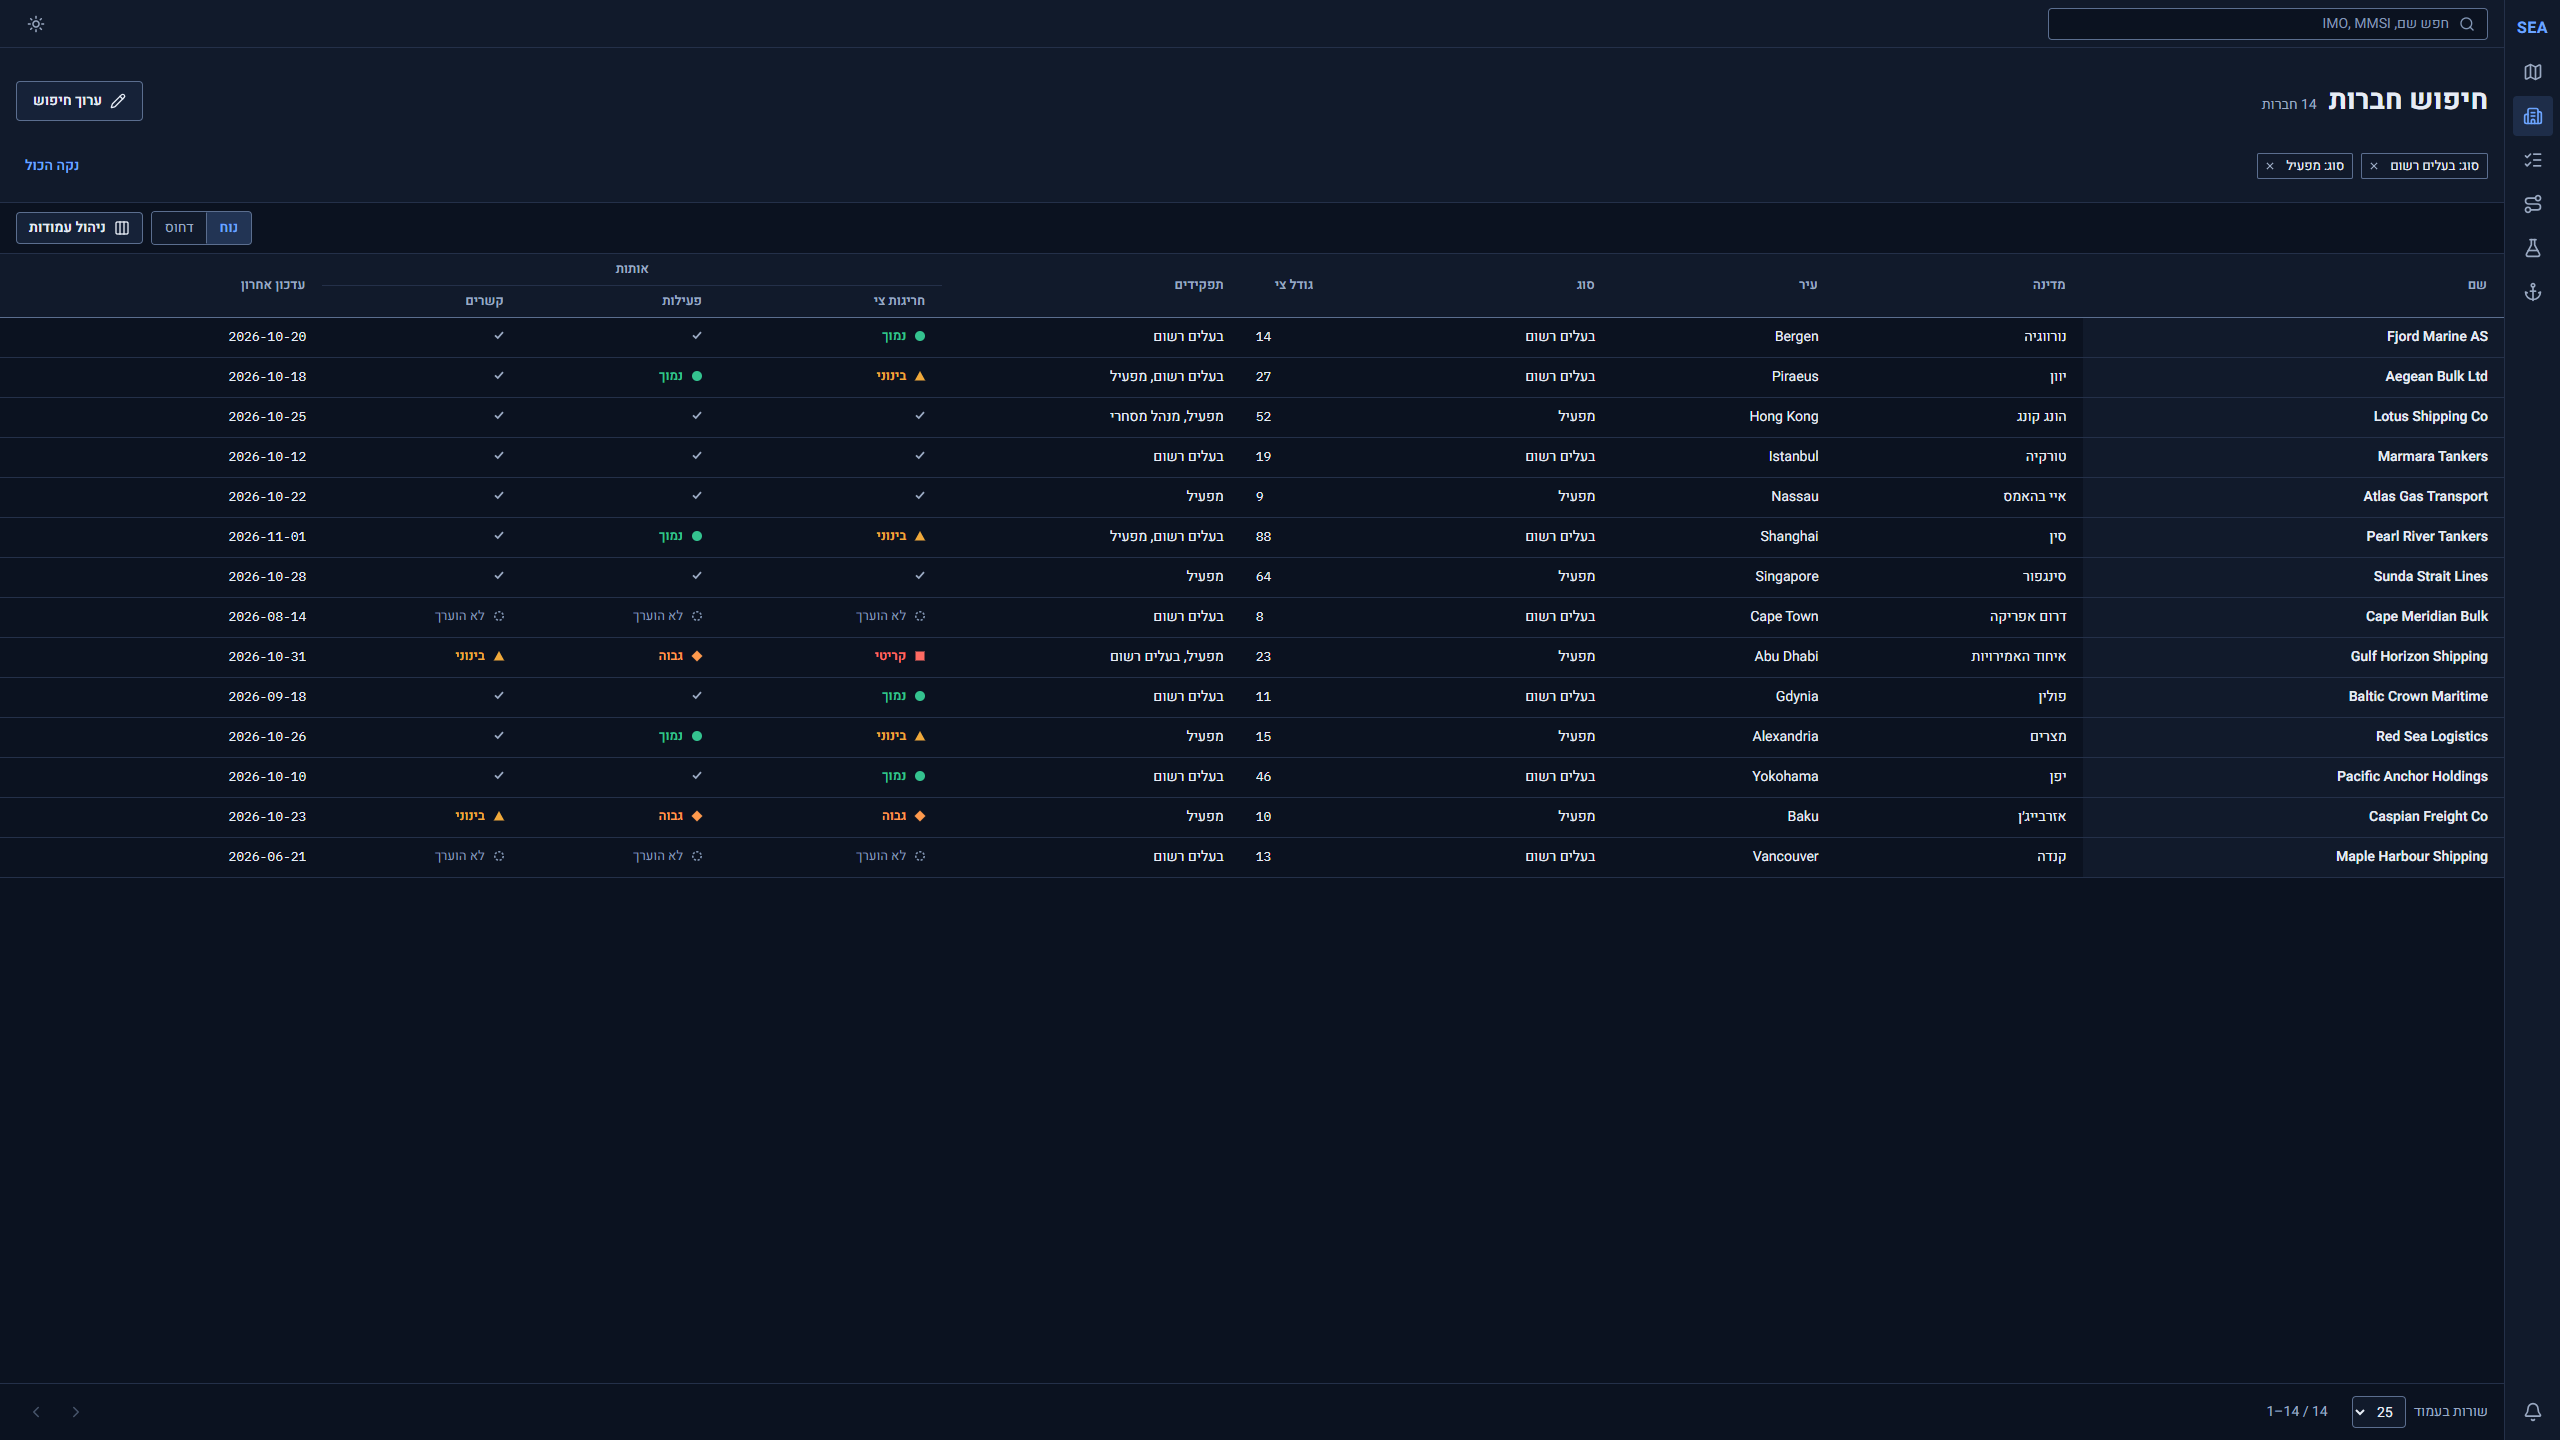 SEA
חפש שם, IMO, MMSI
חיפוש חברות 14 חברות
ערוך חיפוש
סוג: בעלים רשום × סוג: מפעיל ×
נקה הכול
נוח דחוס ניהול עמודות
שם מדינה עיר סוג גודל צי תפקידים אותות עדכון אחרון
חריגות צי פעילות קשרים
Fjord Marine AS נורווגיה Bergen בעלים רשום 14 בעלים רשום נמוך ✓ ✓ 2026-10-20
Aegean Bulk Ltd יוון Piraeus בעלים רשום 27 בעלים רשום, מפעיל בינוני נמוך ✓ 2026-10-18
Lotus Shipping Co הונג קונג Hong Kong מפעיל 52 מפעיל, מנהל מסחרי ✓ ✓ ✓ 2026-10-25
Marmara Tankers טורקיה Istanbul בעלים רשום 19 בעלים רשום ✓ ✓ ✓ 2026-10-12
Atlas Gas Transport איי בהאמס Nassau מפעיל 9 מפעיל ✓ ✓ ✓ 2026-10-22
Pearl River Tankers סין Shanghai בעלים רשום 88 בעלים רשום, מפעיל בינוני נמוך ✓ 2026-11-01
Sunda Strait Lines סינגפור Singapore מפעיל 64 מפעיל ✓ ✓ ✓ 2026-10-28
Cape Meridian Bulk דרום אפריקה Cape Town בעלים רשום 8 בעלים רשום לא הוערך לא הוערך לא הוערך 2026-08-14
Gulf Horizon Shipping איחוד האמירויות Abu Dhabi מפעיל 23 מפעיל, בעלים רשום קריטי גבוה בינוני 2026-10-31
Baltic Crown Maritime פולין Gdynia בעלים רשום 11 בעלים רשום נמוך ✓ ✓ 2026-09-18
Red Sea Logistics מצרים Alexandria מפעיל 15 מפעיל בינוני נמוך ✓ 2026-10-26
Pacific Anchor Holdings יפן Yokohama בעלים רשום 46 בעלים רשום נמוך ✓ ✓ 2026-10-10
Caspian Freight Co אזרבייג'ן Baku מפעיל 10 מפעיל גבוה גבוה בינוני 2026-10-23
Maple Harbour Shipping קנדה Vancouver בעלים רשום 13 בעלים רשום לא הוערך לא הוערך לא הוערך 2026-06-21
שורות בעמוד 25 1–14 / 14